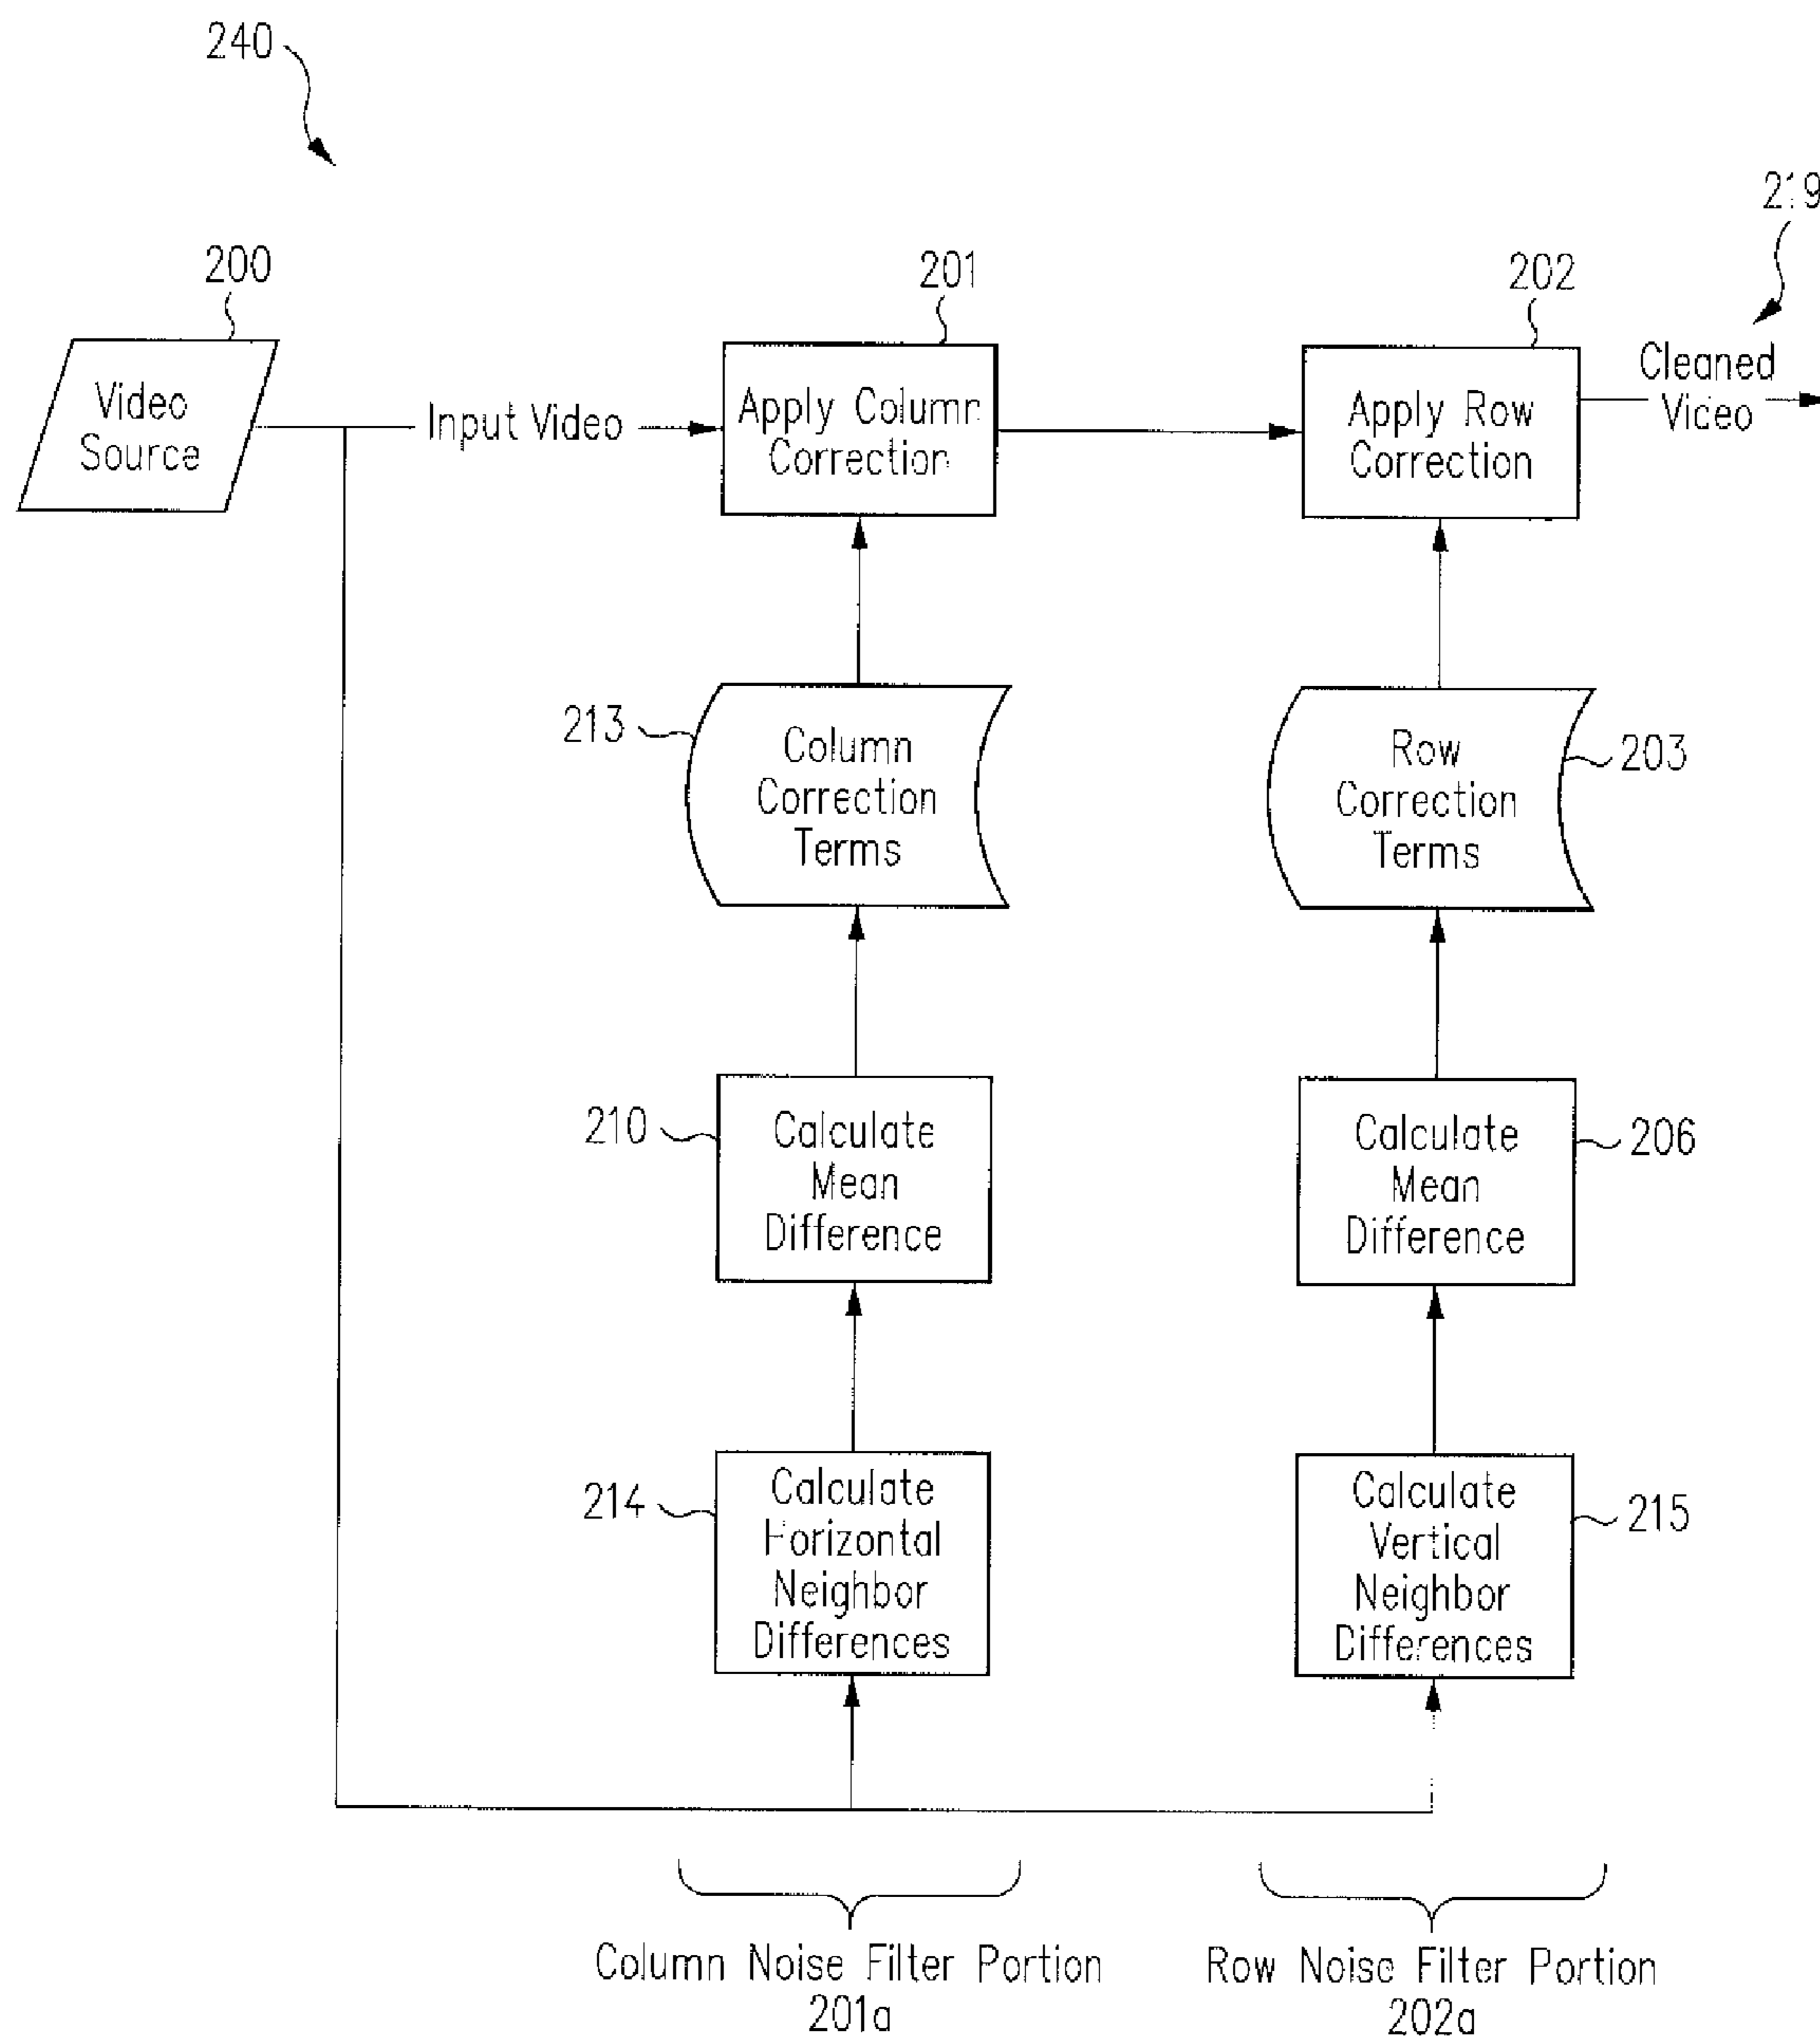 240
219
200
201
202
Video
Source
Input Video
Apply Column
Correction
Apply Row
Correction
Cleaned
Video
213
Column
Correction
Terms
Row
Correction
Terms
203
210
Calculate
Mean
Difference
Calculate
Mean
Difference
206
214
Calculate
Horizontal
Neighbor
Differences
Calculate
Vertical
Neighbor
Differences
215
Column Noise Filter Portion
201a
Row Noise Filter Portion
202a